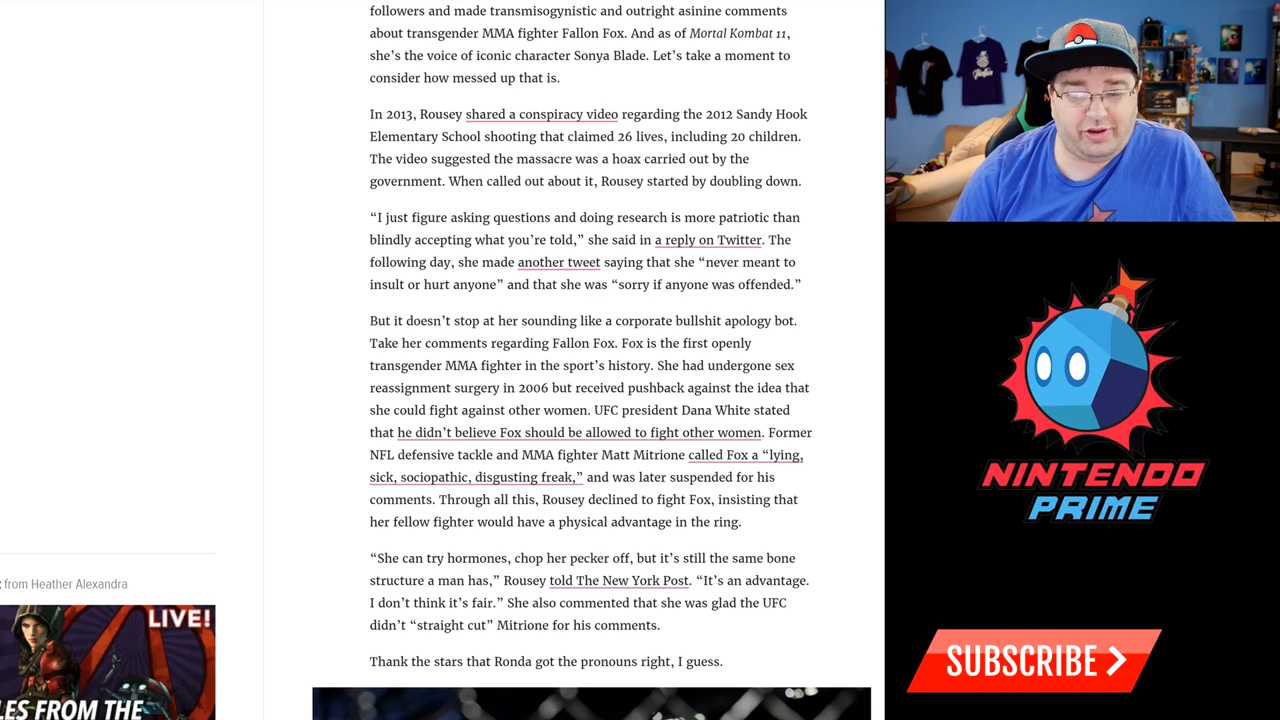 followers and made transmisogynistic and outright asinine comments
about transgender MMA fighter Fallon Fox. And as of Mortal Kombat 11,
she’s the voice of iconic character Sonya Blade. Let’s take a moment to
consider how messed up that is.
In 2013, Rousey shared a conspiracy video regarding the 2012 Sandy Hook
Elementary School shooting that claimed 26 lives, including 20 children.
The video suggested the massacre was a hoax carried out by the
government. When called out about it, Rousey started by doubling down.
“I just figure asking questions and doing research is more patriotic than
blindly accepting what you’re told,” she said in a reply on Twitter. The
following day, she made another tweet saying that she “never meant to
insult or hurt anyone” and that she was “sorry if anyone was offended.”
But it doesn’t stop at her sounding like a corporate bullshit apology bot.
Take her comments regarding Fallon Fox. Fox is the first openly
transgender MMA fighter in the sport’s history. She had undergone sex
reassignment surgery in 2006 but received pushback against the idea that
she could fight against other women. UFC president Dana White stated
that he didn’t believe Fox should be allowed to fight other women. Former
NFL defensive tackle and MMA fighter Matt Mitrione called Fox a “lying,
sick, sociopathic, disgusting freak,” and was later suspended for his
comments. Through all this, Rousey declined to fight Fox, insisting that
her fellow fighter would have a physical advantage in the ring.
“She can try hormones, chop her pecker off, but it’s still the same bone
structure a man has,” Rousey told The New York Post. “It’s an advantage.
I don’t think it’s fair.” She also commented that she was glad the UFC
didn’t “straight cut” Mitrione for his comments.
Thank the stars that Ronda got the pronouns right, I guess.
from Heather Alexandra
LIVE!
LES FROM THE
NINTENDO
PRIME
SUBSCRIBE